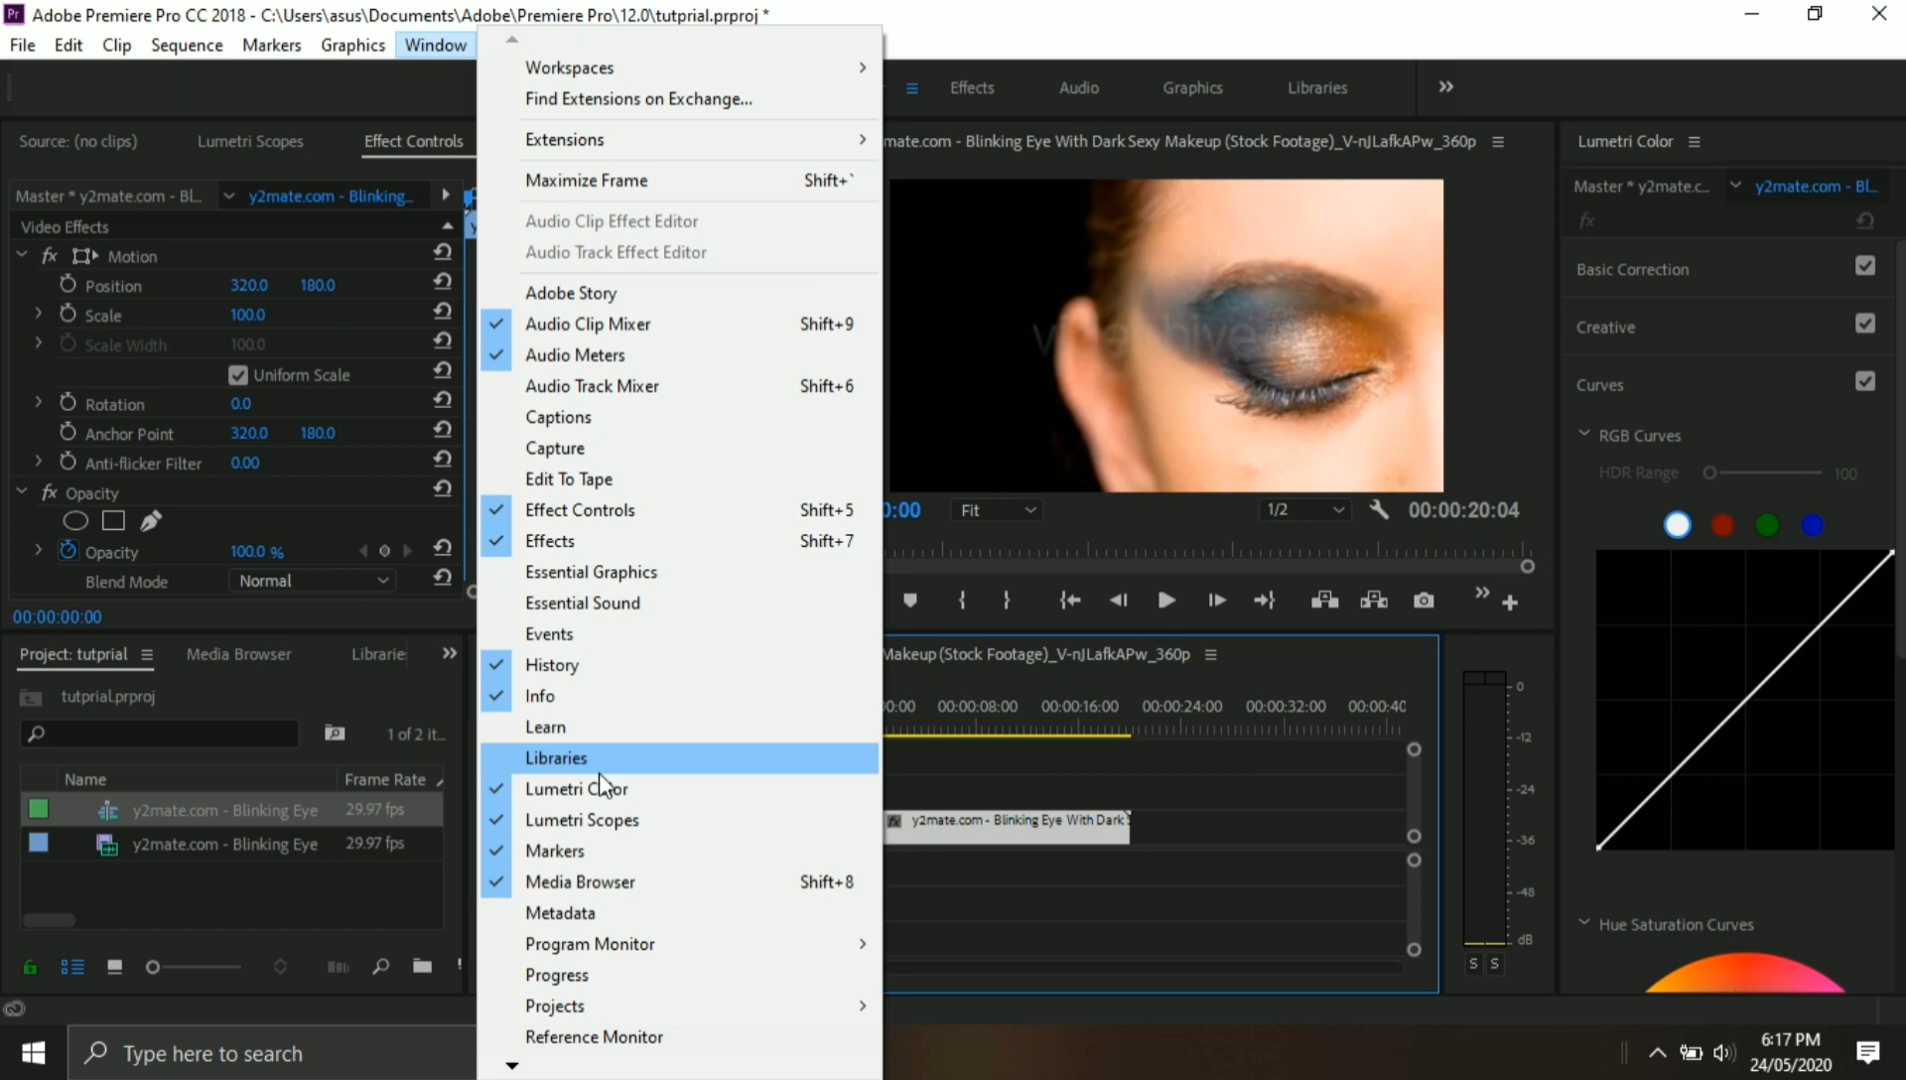 Pr Adobe Premiere Pro CC 2018 - C:\Users\asus\Documents\Adobe\Premiere Pro\12.0\tutprial.prproj *
File Edit Clip Sequence Markers Graphics Window
Effects Audio Graphics Libraries
Source: (no clips) Lumetri Scopes Effect Controls
Master * y2mate.com - BL... y2mate.com - Blinking...
Video Effects
fx Motion
Position 320.0 180.0
Scale 100.0
Scale Width 100.0
Uniform Scale
Rotation 0.0
Anchor Point 320.0 180.0
Anti-flicker Filter 0.00
fx Opacity
Opacity 100.0 %
Blend Mode Normal
00:00:00:00
Project: tutprial Media Browser Librarie
tutprial.prproj
1 of 2 it...
Name Frame Rate
y2mate.com - Blinking Eye 29.97 fps
y2mate.com - Blinking Eye 29.97 fps
Workspaces
Find Extensions on Exchange...
Extensions
Maximize Frame Shift+`
Audio Clip Effect Editor
Audio Track Effect Editor
Adobe Story
Audio Clip Mixer Shift+9
Audio Meters
Audio Track Mixer Shift+6
Captions
Capture
Edit To Tape
Effect Controls Shift+5
Effects Shift+7
Essential Graphics
Essential Sound
Events
History
Info
Learn
Libraries
Lumetri Color
Lumetri Scopes
Markers
Media Browser Shift+8
Metadata
Program Monitor
Progress
Projects
Reference Monitor
mate.com - Blinking Eye With Dark Sexy Makeup (Stock Footage)_V-nJLafkAPw_360p
0:00 Fit 1/2 00:00:20:04
Makeup (Stock Footage)_V-nJLafkAPw_360p
00:00 00:00:08:00 00:00:16:00 00:00:24:00 00:00:32:00 00:00:40
fx y2mate.com - Blinking Eye With Dark
0
-12
-24
-36
-48
dB
S S
Lumetri Color
Master * y2mate.c... y2mate.com - BL...
fx
Basic Correction
Creative
Curves
RGB Curves
HDR Range 100
Hue Saturation Curves
Type here to search
6:17 PM
24/05/2020